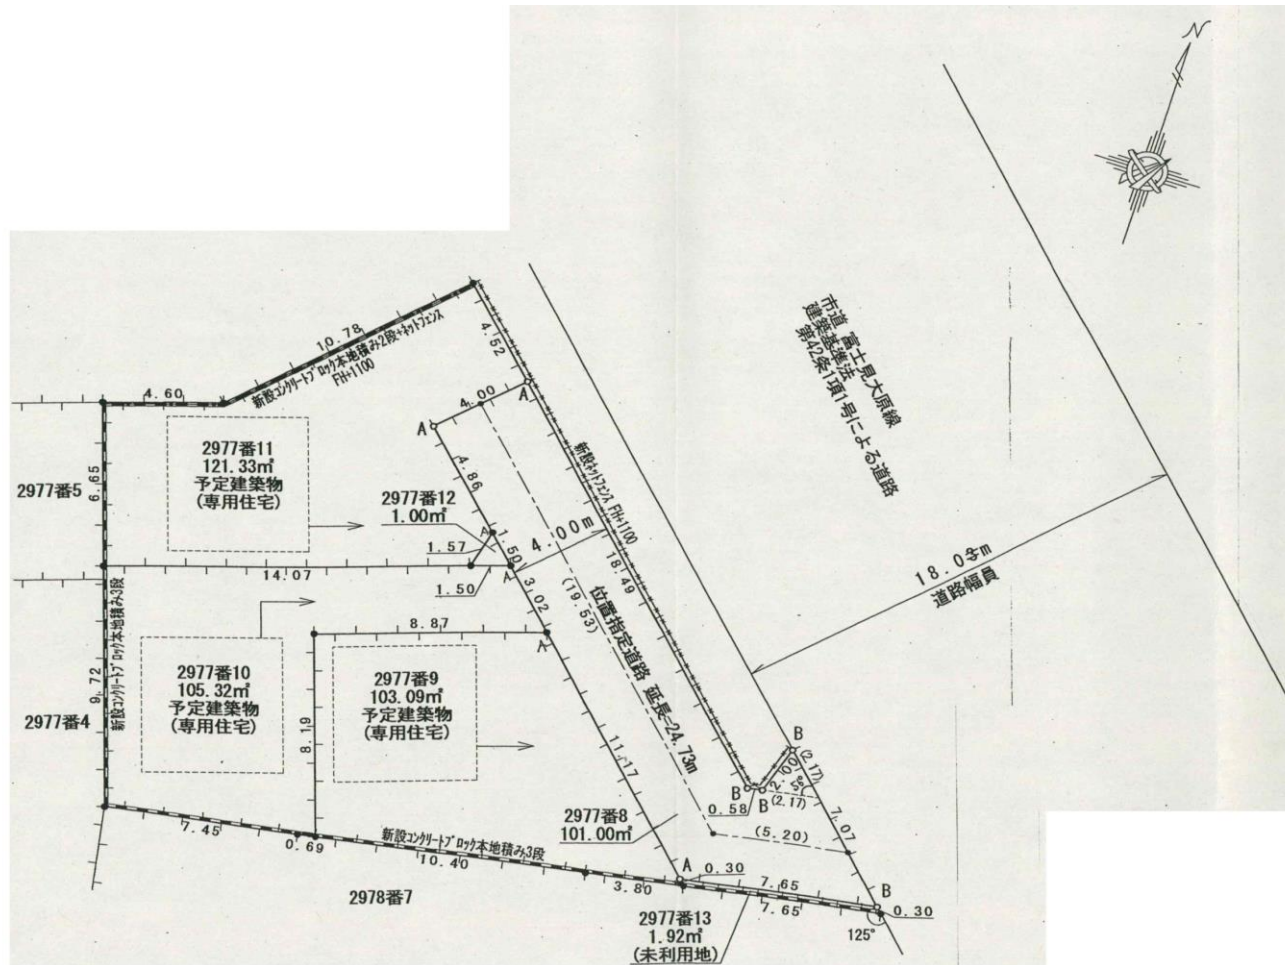 N
市道 富士見大原線
建築基準法
第42条1項1号による道路
18.00m
道路幅員
10.78
新設コンクリートブロック本地積み2段+ネットフェンス
FH+1100
4.52
4.60
4.00
A
A
2977番11
121.33㎡
予定建築物
(専用住宅)
6.65
2977番5
4.86
2977番12
1.00㎡
A
1.57
1.50
4.00m
新設ネットフェンス FH+1100
18.49
14.07
1.50
A
3.02
(19.53)
位置指定道路 延長=24.73m
8.87
A
新設コンクリートブロック本地積み3段
9.72
2977番4
2977番10
105.32㎡
予定建築物
(専用住宅)
8.19
2977番9
103.09㎡
予定建築物
(専用住宅)
11.17
B
(2.17)
2.00
56°
B
B
0.58
(2.17)
7.07
2977番8
101.00㎡
(5.20)
7.45
0.69
新設コンクリートブロック本地積み3段
10.40
3.80
A
0.30
7.65
7.65
B
0.30
125°
2978番7
2977番13
1.92㎡
(未利用地)